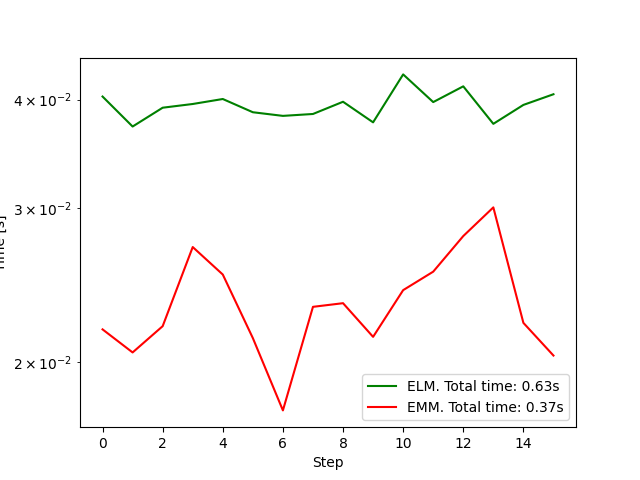 4 × 10⁻²
3 × 10⁻²
2 × 10⁻²
[s]
ELM. Total time: 0.63s
EMM. Total time: 0.37s
0 2 4 6 8 10 12 14
Step